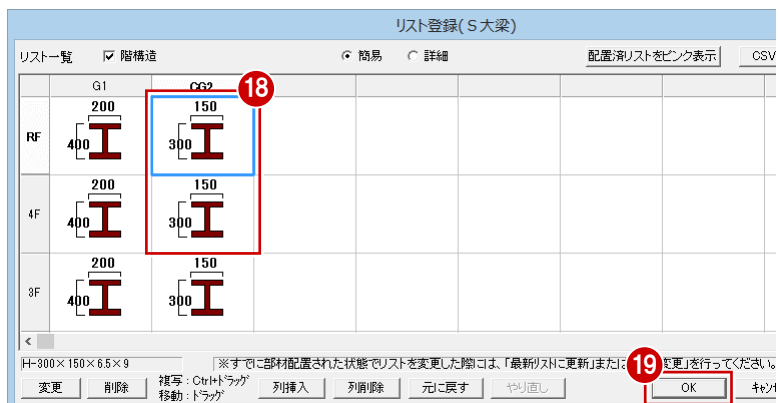 リスト登録(S大梁)
リスト一覧 階構造 簡易 詳細 配置済リストをピンク表示 CSV
G1 CG2 18
RF 200 400 150 300
4F 200 400 150 300
3F 200 400 150 300
H-300×150×6.5×9 ※すでに部材配置された状態でリストを変更した際には、「最新リストに更新」または 19 変更」を行ってください。
変更 削除 複写:Ctrl+ドラッグ 列挿入 列削除 元に戻す やり直し OK キャンセ
移動:ドラッグ